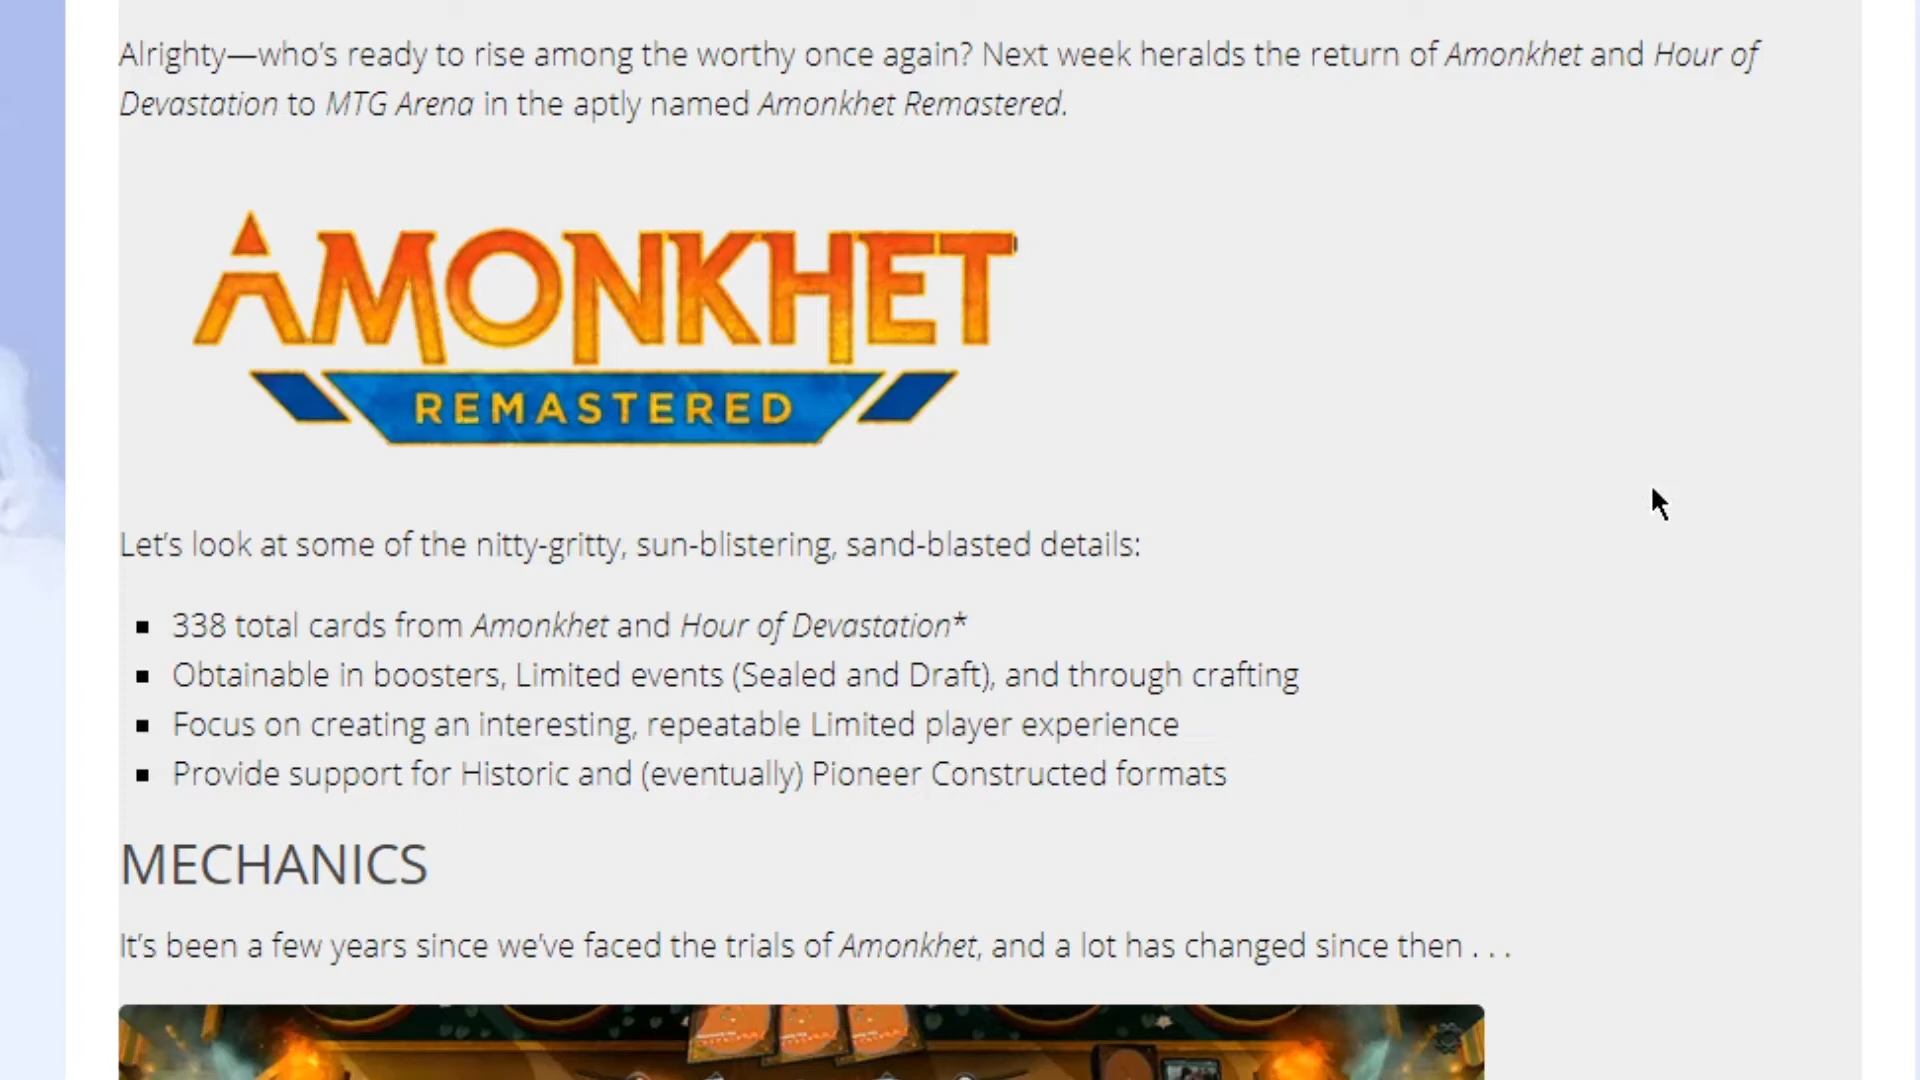 Alrighty—who's ready to rise among the worthy once again? Next week heralds the return of Amonkhet and Hour of
Devastation to MTG Arena in the aptly named Amonkhet Remastered.
AMONKHET
REMASTERED
Let's look at some of the nitty-gritty, sun-blistering, sand-blasted details:
338 total cards from Amonkhet and Hour of Devastation*
Obtainable in boosters, Limited events (Sealed and Draft), and through crafting
Focus on creating an interesting, repeatable Limited player experience
Provide support for Historic and (eventually) Pioneer Constructed formats
MECHANICS
It's been a few years since we've faced the trials of Amonkhet, and a lot has changed since then . . .